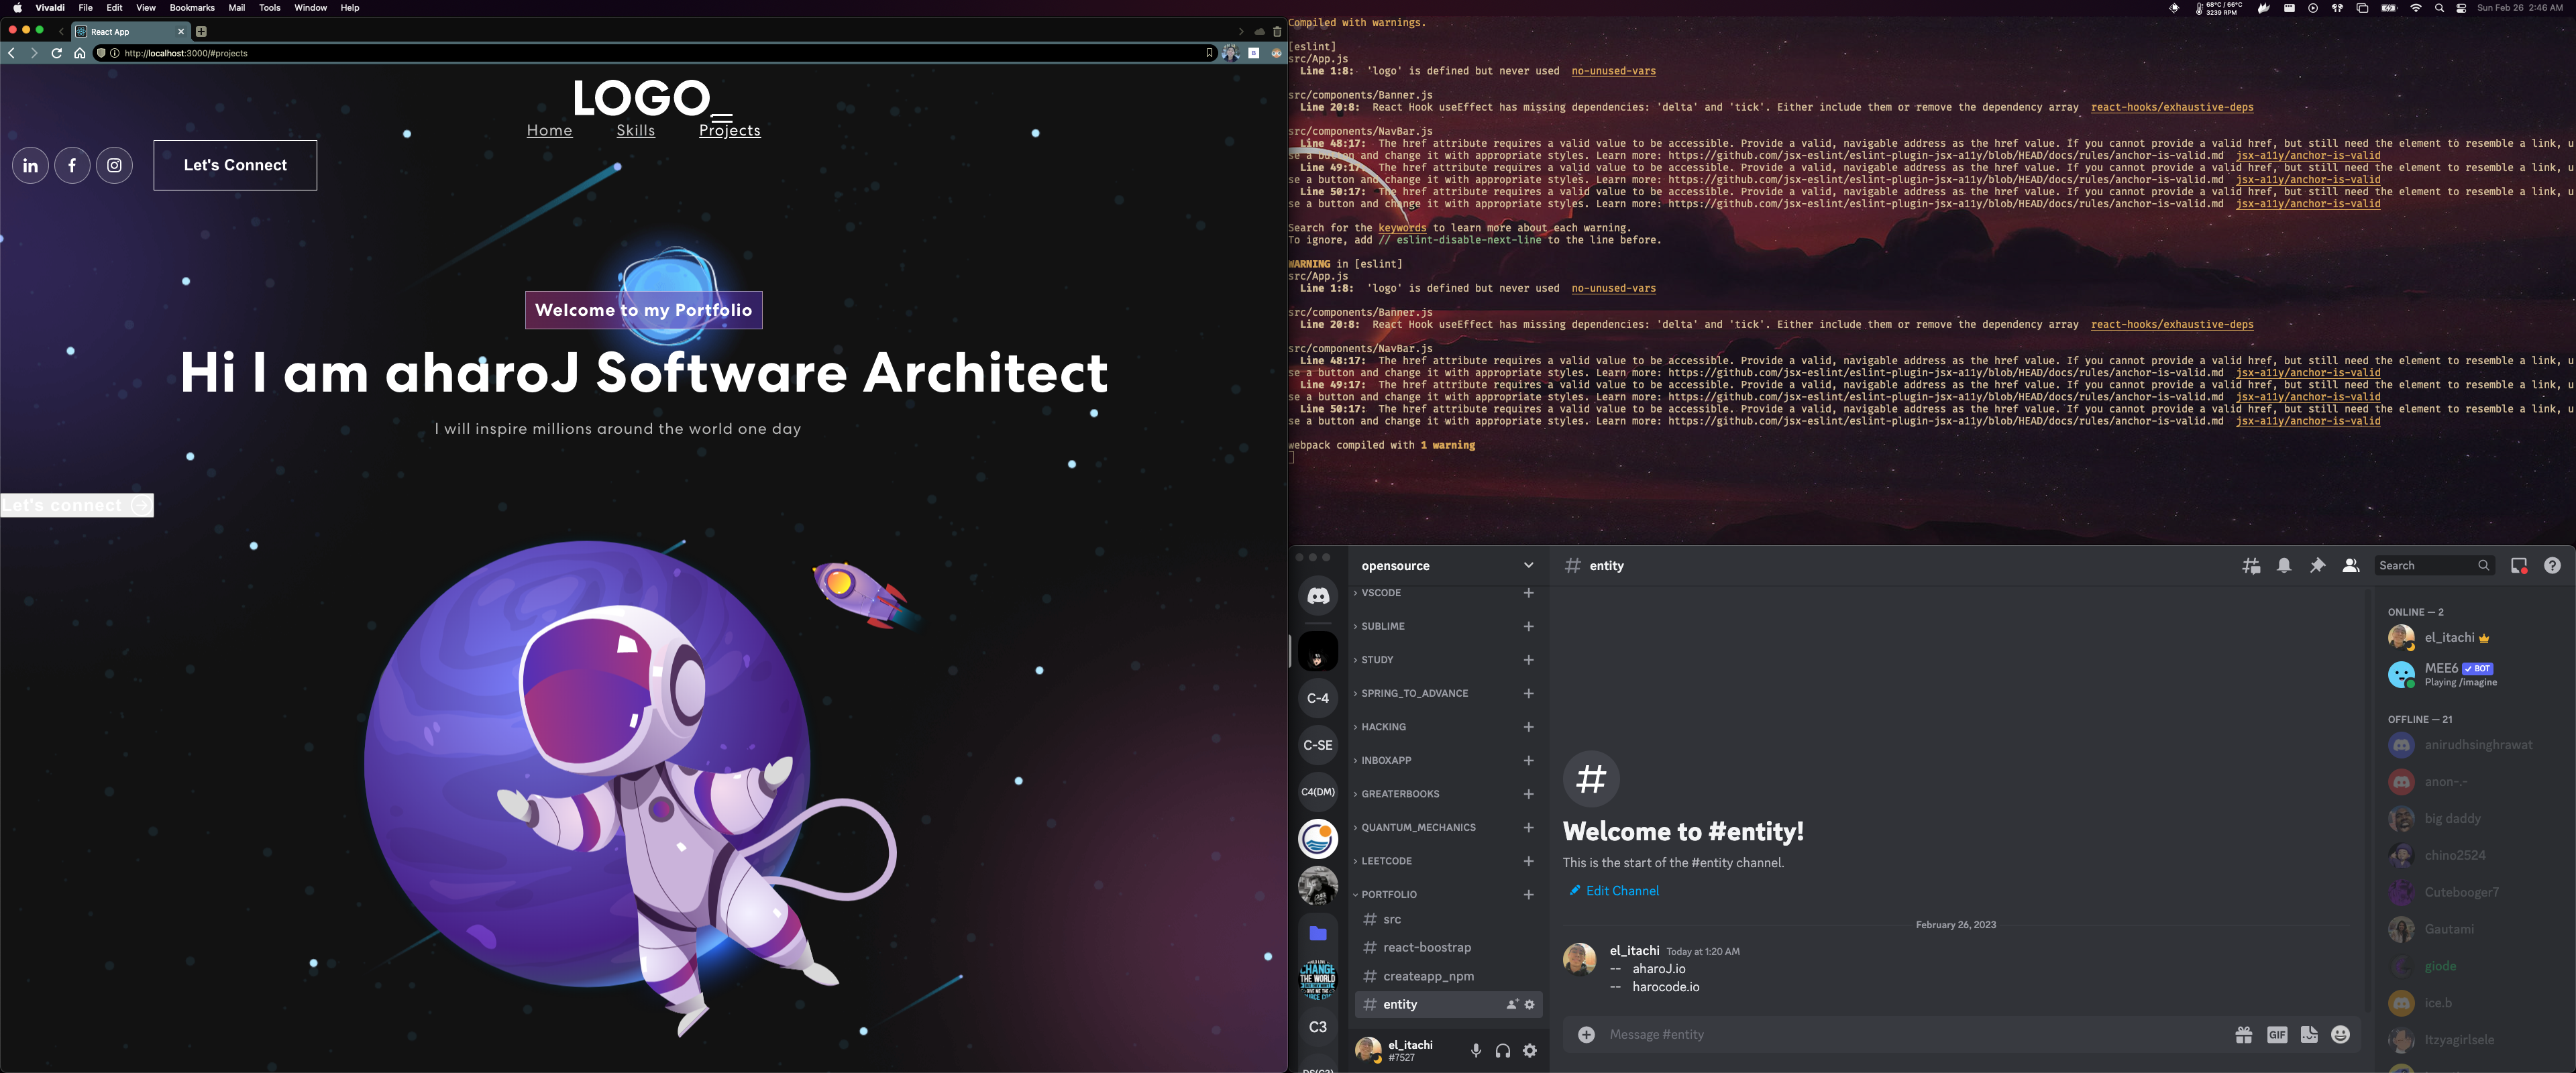 Vivaldi File Edit View Bookmarks Mail Tools Window Help
68°C / 66°C
3239 RPM
Sun Feb 26 2:46 AM
React App
http://localhost:3000/#projects
LOGO
Home Skills Projects
in f
Let's Connect
Welcome to my Portfolio
Hi I am aharoJ Software Architect
I will inspire millions around the world one day
Let's connect
Compiled with warnings.
[eslint]
src/App.js
Line 1:8: 'logo' is defined but never used no-unused-vars
src/components/Banner.js
Line 20:8: React Hook useEffect has missing dependencies: 'delta' and 'tick'. Either include them or remove the dependency array react-hooks/exhaustive-deps
src/components/NavBar.js
Line 48:17: The href attribute requires a valid value to be accessible. Provide a valid, navigable address as the href value. If you cannot provide a valid href, but still need the element to resemble a link, u
se a button and change it with appropriate styles. Learn more: https://github.com/jsx-eslint/eslint-plugin-jsx-a11y/blob/HEAD/docs/rules/anchor-is-valid.md jsx-a11y/anchor-is-valid
Line 49:17: The href attribute requires a valid value to be accessible. Provide a valid, navigable address as the href value. If you cannot provide a valid href, but still need the element to resemble a link, u
se a button and change it with appropriate styles. Learn more: https://github.com/jsx-eslint/eslint-plugin-jsx-a11y/blob/HEAD/docs/rules/anchor-is-valid.md jsx-a11y/anchor-is-valid
Line 50:17: The href attribute requires a valid value to be accessible. Provide a valid, navigable address as the href value. If you cannot provide a valid href, but still need the element to resemble a link, u
se a button and change it with appropriate styles. Learn more: https://github.com/jsx-eslint/eslint-plugin-jsx-a11y/blob/HEAD/docs/rules/anchor-is-valid.md jsx-a11y/anchor-is-valid
Search for the keywords to learn more about each warning.
To ignore, add // eslint-disable-next-line to the line before.
WARNING in [eslint]
src/App.js
Line 1:8: 'logo' is defined but never used no-unused-vars
src/components/Banner.js
Line 20:8: React Hook useEffect has missing dependencies: 'delta' and 'tick'. Either include them or remove the dependency array react-hooks/exhaustive-deps
src/components/NavBar.js
Line 48:17: The href attribute requires a valid value to be accessible. Provide a valid, navigable address as the href value. If you cannot provide a valid href, but still need the element to resemble a link, u
se a button and change it with appropriate styles. Learn more: https://github.com/jsx-eslint/eslint-plugin-jsx-a11y/blob/HEAD/docs/rules/anchor-is-valid.md jsx-a11y/anchor-is-valid
Line 49:17: The href attribute requires a valid value to be accessible. Provide a valid, navigable address as the href value. If you cannot provide a valid href, but still need the element to resemble a link, u
se a button and change it with appropriate styles. Learn more: https://github.com/jsx-eslint/eslint-plugin-jsx-a11y/blob/HEAD/docs/rules/anchor-is-valid.md jsx-a11y/anchor-is-valid
Line 50:17: The href attribute requires a valid value to be accessible. Provide a valid, navigable address as the href value. If you cannot provide a valid href, but still need the element to resemble a link, u
se a button and change it with appropriate styles. Learn more: https://github.com/jsx-eslint/eslint-plugin-jsx-a11y/blob/HEAD/docs/rules/anchor-is-valid.md jsx-a11y/anchor-is-valid
webpack compiled with 1 warning
C-4
C-SE
C4(DM)
CHANGE
THE WORLD
C3
opensource
VSCODE
SUBLIME
STUDY
SPRING_TO_ADVANCE
HACKING
INBOXAPP
GREATERBOOKS
QUANTUM_MECHANICS
LEETCODE
PORTFOLIO
# src
# react-boostrap
# createapp_npm
# entity
el_itachi
#7527
# entity
Search
#
Welcome to #entity!
This is the start of the #entity channel.
Edit Channel
February 26, 2023
el_itachi Today at 1:20 AM
-- aharoJ.io
-- harocode.io
Message #entity
GIF
ONLINE — 2
el_itachi
MEE6 BOT
Playing /imagine
OFFLINE — 21
anirudhsinghrawat
anon-.-
big daddy
chino2524
Cutebooger7
Gautami
giode
ice.b
Itzyagirlsele